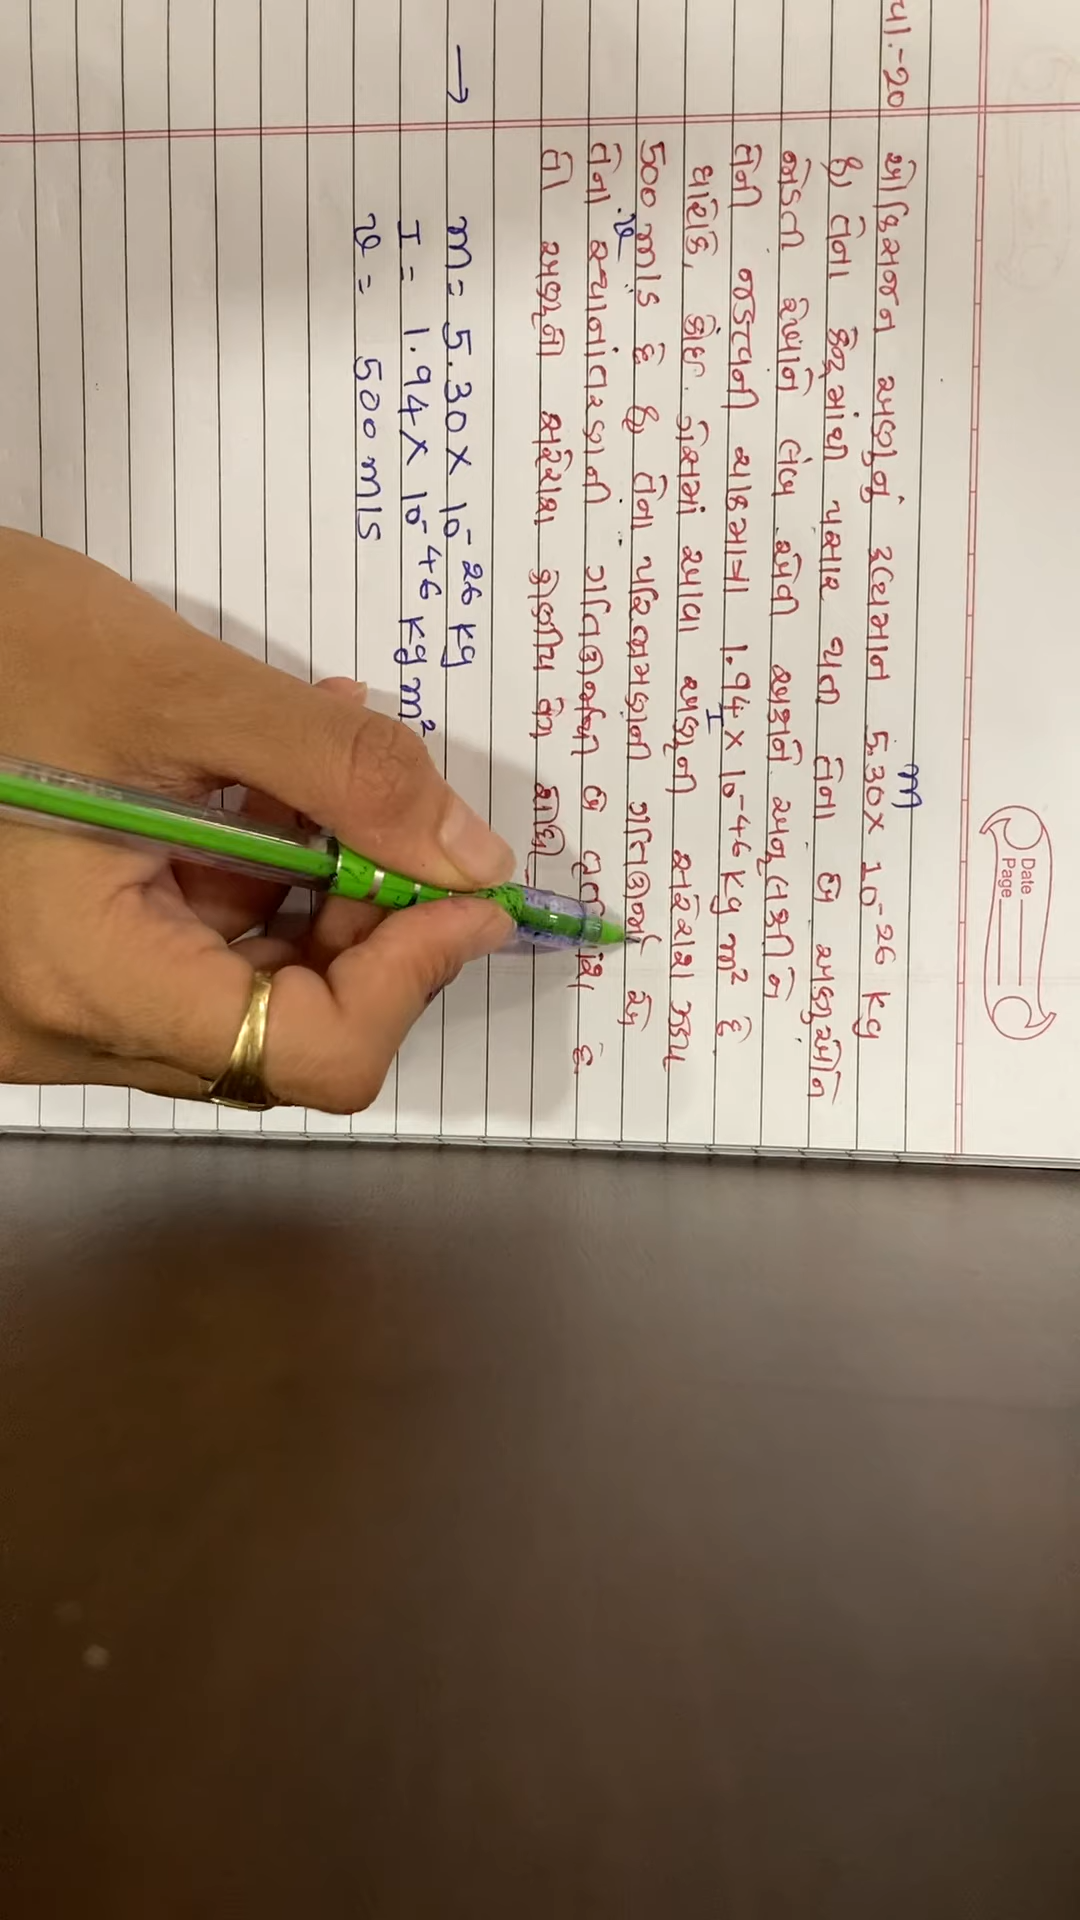 Date
Page
પા.-20 ઓક્સિજન અણુનું દ્રવ્યમાન 5.30 × 10⁻²⁶ kg
m
છે. તેના કેન્દ્રમાંથી પસાર થતા તેના બે અણુઓને
જોડતા રેખાને લંબ એવી અક્ષને અનુલક્ષીને
તેની જડત્વની ચાકમાત્રા 1.94 × 10⁻⁴⁶ kg m² છે.
I
ધારોકે, કોઇ ગેસમાં આવા અણુની સરેરાશ ઝડપ
500 m/s છે કે તેના પરિભ્રમણની ગતિઊર્જા એ
v
તેના સ્થાનાંતરણની ગતિઊર્જાથી બે છે
તો અણુનો સરેરાશ કોણીય વેગ શોધો
→ m = 5.30 × 10⁻²⁶ kg
I = 1.94 × 10⁻⁴⁶ kg m²
v = 500 m/s